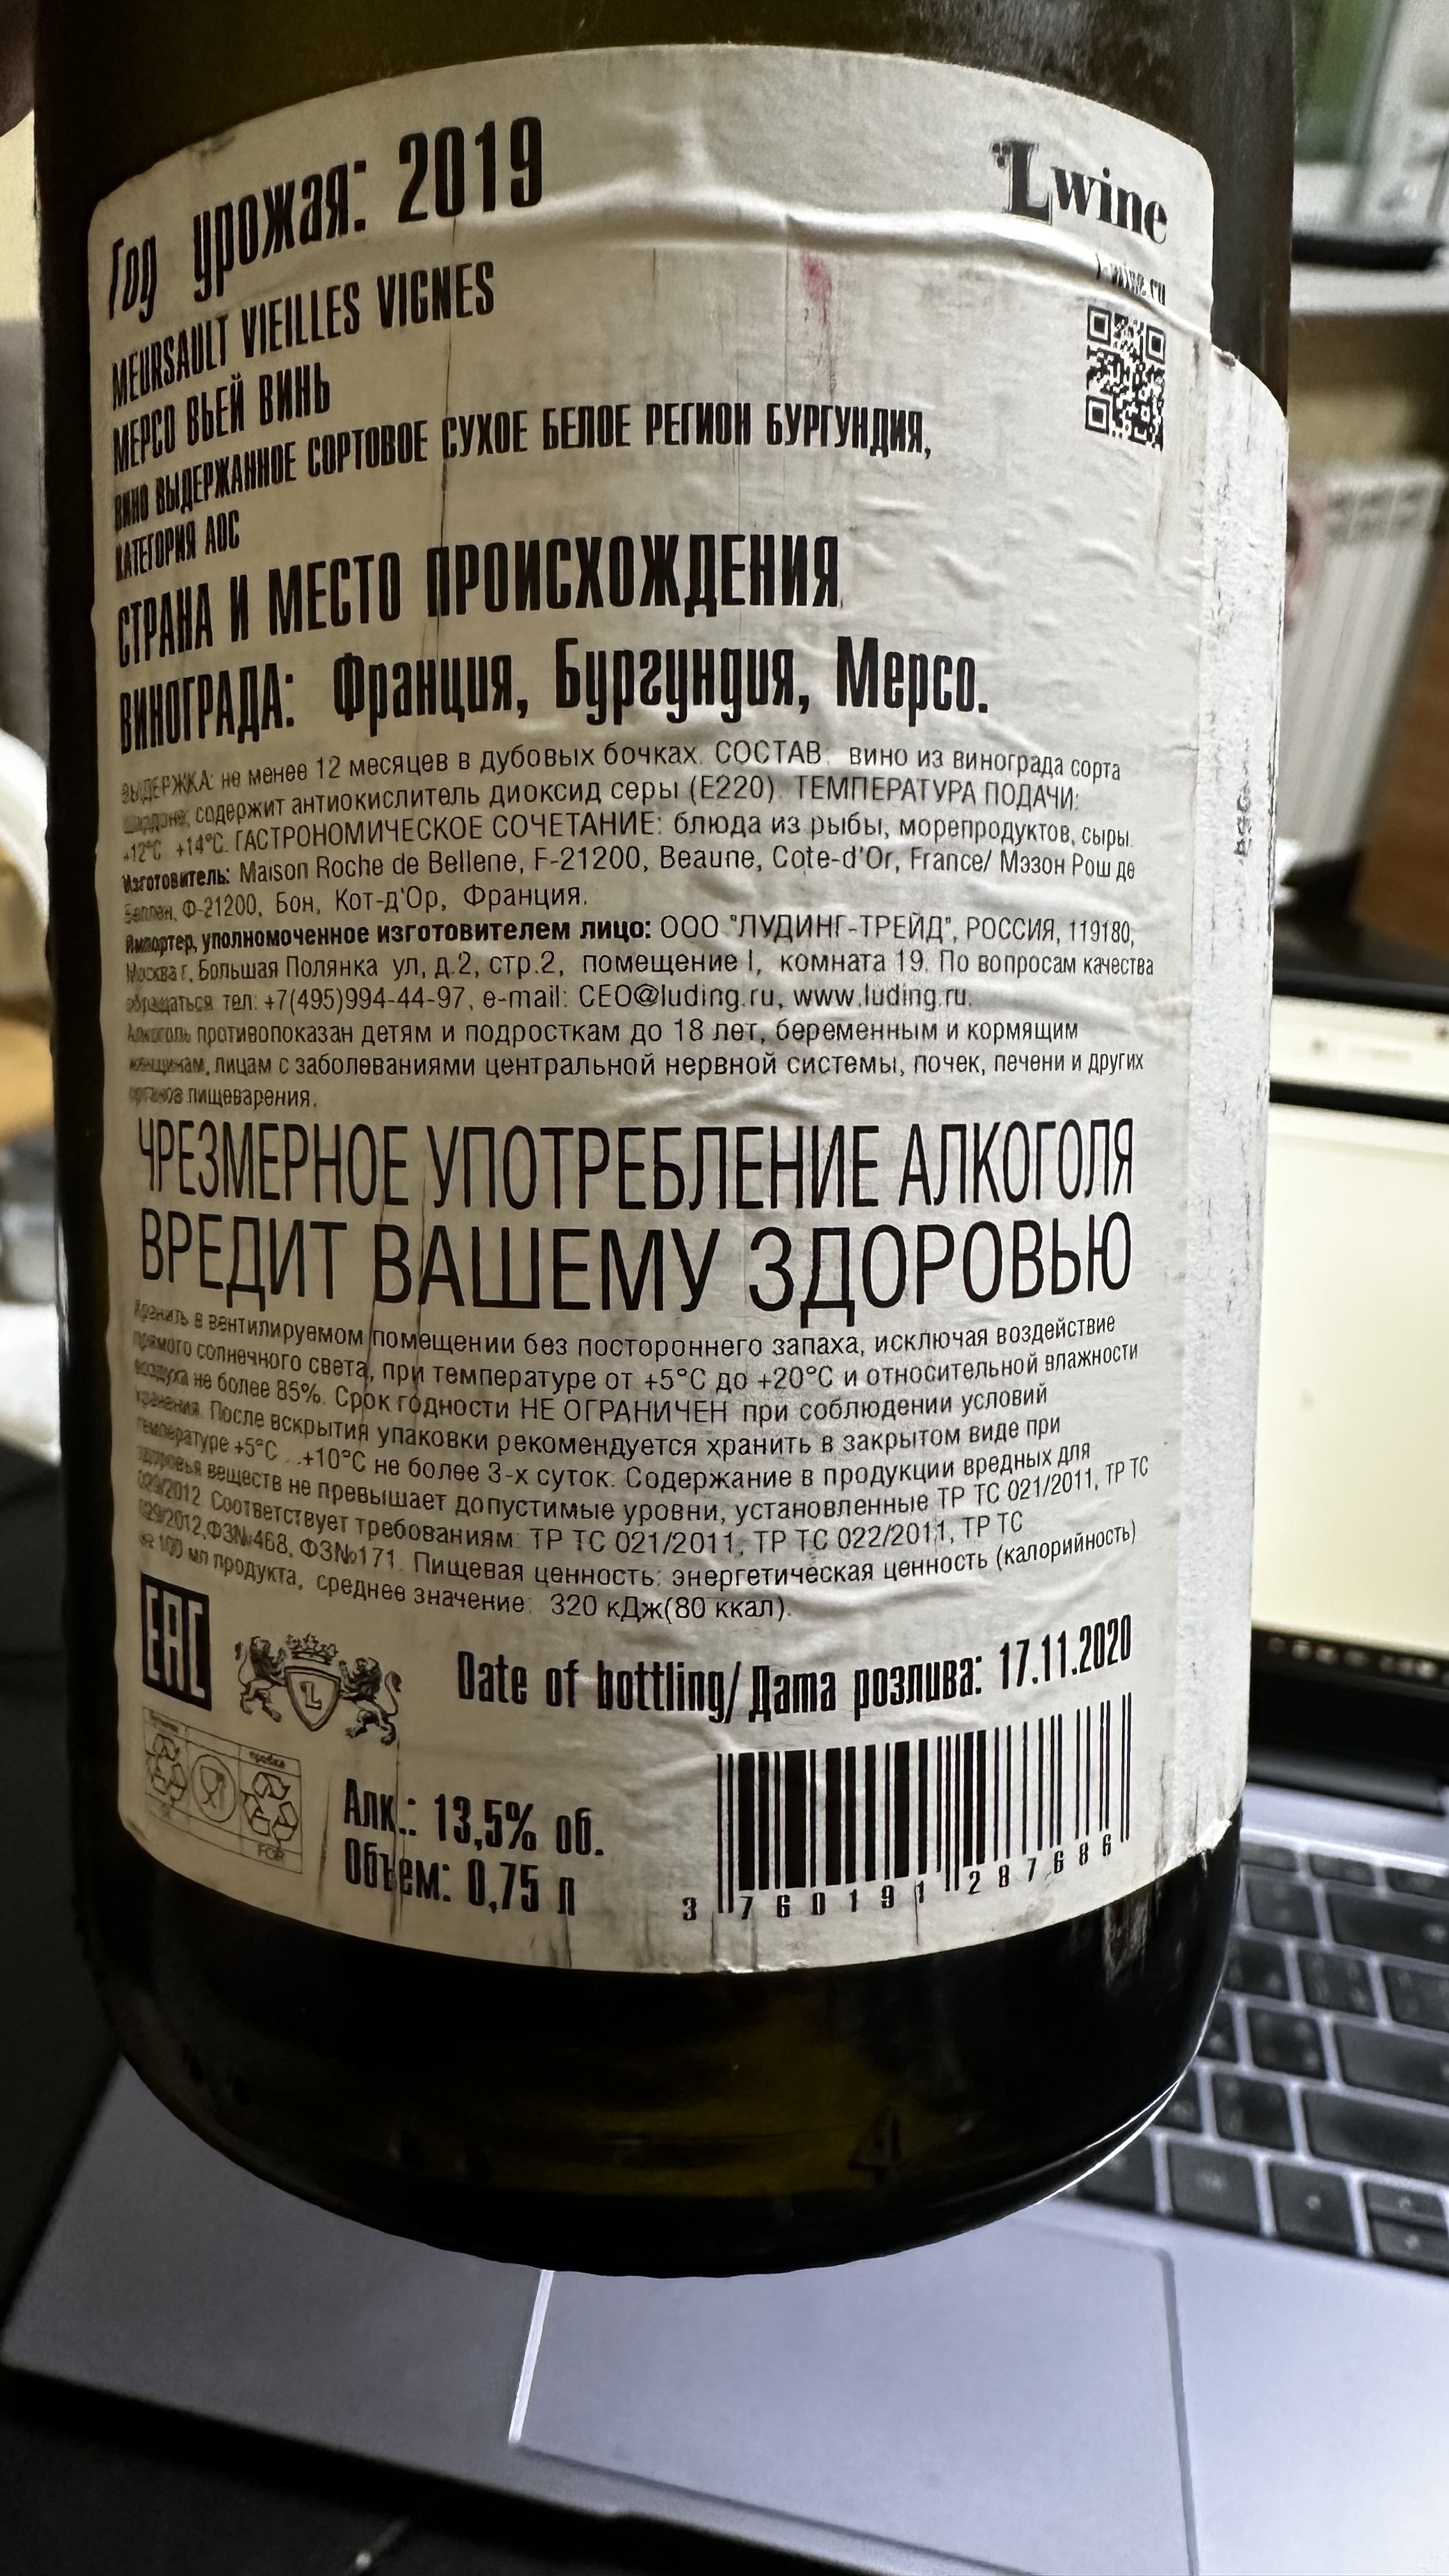 Год урожая: 2019
Lwine
MEURSAULT VIEILLES VIGNES
МЕРСО ВЬЕЙ ВИНЬ
ВИНО ВЫДЕРЖАННОЕ СОРТОВОЕ СУХОЕ БЕЛОЕ РЕГИОН БУРГУНДИЯ,
КАТЕГОРИЯ АОС
СТРАНА И МЕСТО ПРОИСХОЖДЕНИЯ
ВИНОГРАДА: Франция, Бургундия, Мерсо.
ВЫДЕРЖКА: не менее 12 месяцев в дубовых бочках. СОСТАВ: вино из винограда сорта
Шардоне; содержит антиокислитель диоксид серы (Е220). ТЕМПЕРАТУРА ПОДАЧИ:
+12°C +14°C. ГАСТРОНОМИЧЕСКОЕ СОЧЕТАНИЕ: блюда из рыбы, морепродуктов, сыры.
Изготовитель: Maison Roche de Bellene, F-21200, Beaune, Cote-d'Or, France/ Мэзон Рош де
Беллен, Ф-21200, Бон, Кот-д'Ор, Франция.
Импортер, уполномоченное изготовителем лицо: ООО "ЛУДИНГ-ТРЕЙД", РОССИЯ, 119180,
Москва г, Большая Полянка ул, д.2, стр.2, помещение I, комната 19. По вопросам качества
обращаться тел: +7(495)994-44-97, e-mail: CEO@luding.ru, www.luding.ru.
Алкоголь противопоказан детям и подросткам до 18 лет, беременным и кормящим
женщинам, лицам с заболеваниями центральной нервной системы, почек, печени и других
органов пищеварения.
ЧРЕЗМЕРНОЕ УПОТРЕБЛЕНИЕ АЛКОГОЛЯ
ВРЕДИТ ВАШЕМУ ЗДОРОВЬЮ
Хранить в вентилируемом помещении без постороннего запаха, исключая воздействие
прямого солнечного света, при температуре от +5°C до +20°C и относительной влажности
воздуха не более 85%. Срок годности НЕ ОГРАНИЧЕН при соблюдении условий
хранения. После вскрытия упаковки рекомендуется хранить в закрытом виде при
температуре +5°C ...+10°C не более 3-х суток. Содержание в продукции вредных для
здоровья веществ не превышает допустимые уровни, установленные ТР ТС 021/2011, ТР ТС
029/2012. Соответствует требованиям: ТР ТС 021/2011, ТР ТС 022/2011, ТР ТС
029/2012,ФЗ№468, ФЗ№171. Пищевая ценность: энергетическая ценность (калорийность)
на 100 мл продукта, среднее значение: 320 кДж(80 ккал).
EAC
L
Date of bottling/ Дата розлива: 17.11.2020
пробка
FOR
Алк.: 13,5% об.
Объем: 0,75 л
3 760191 287686